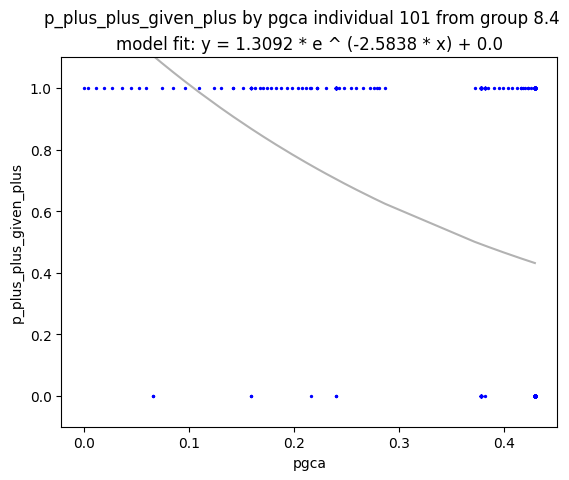 p_plus_plus_given_plus by pgca individual 101 from group 8.4
model fit: y = 1.3092 * e ^ (-2.5838 * x) + 0.0
1.0
0.8
0.6
0.4
0.2
0.0
p_plus_plus_given_plus
0.0 0.1 0.2 0.3 0.4
pgca